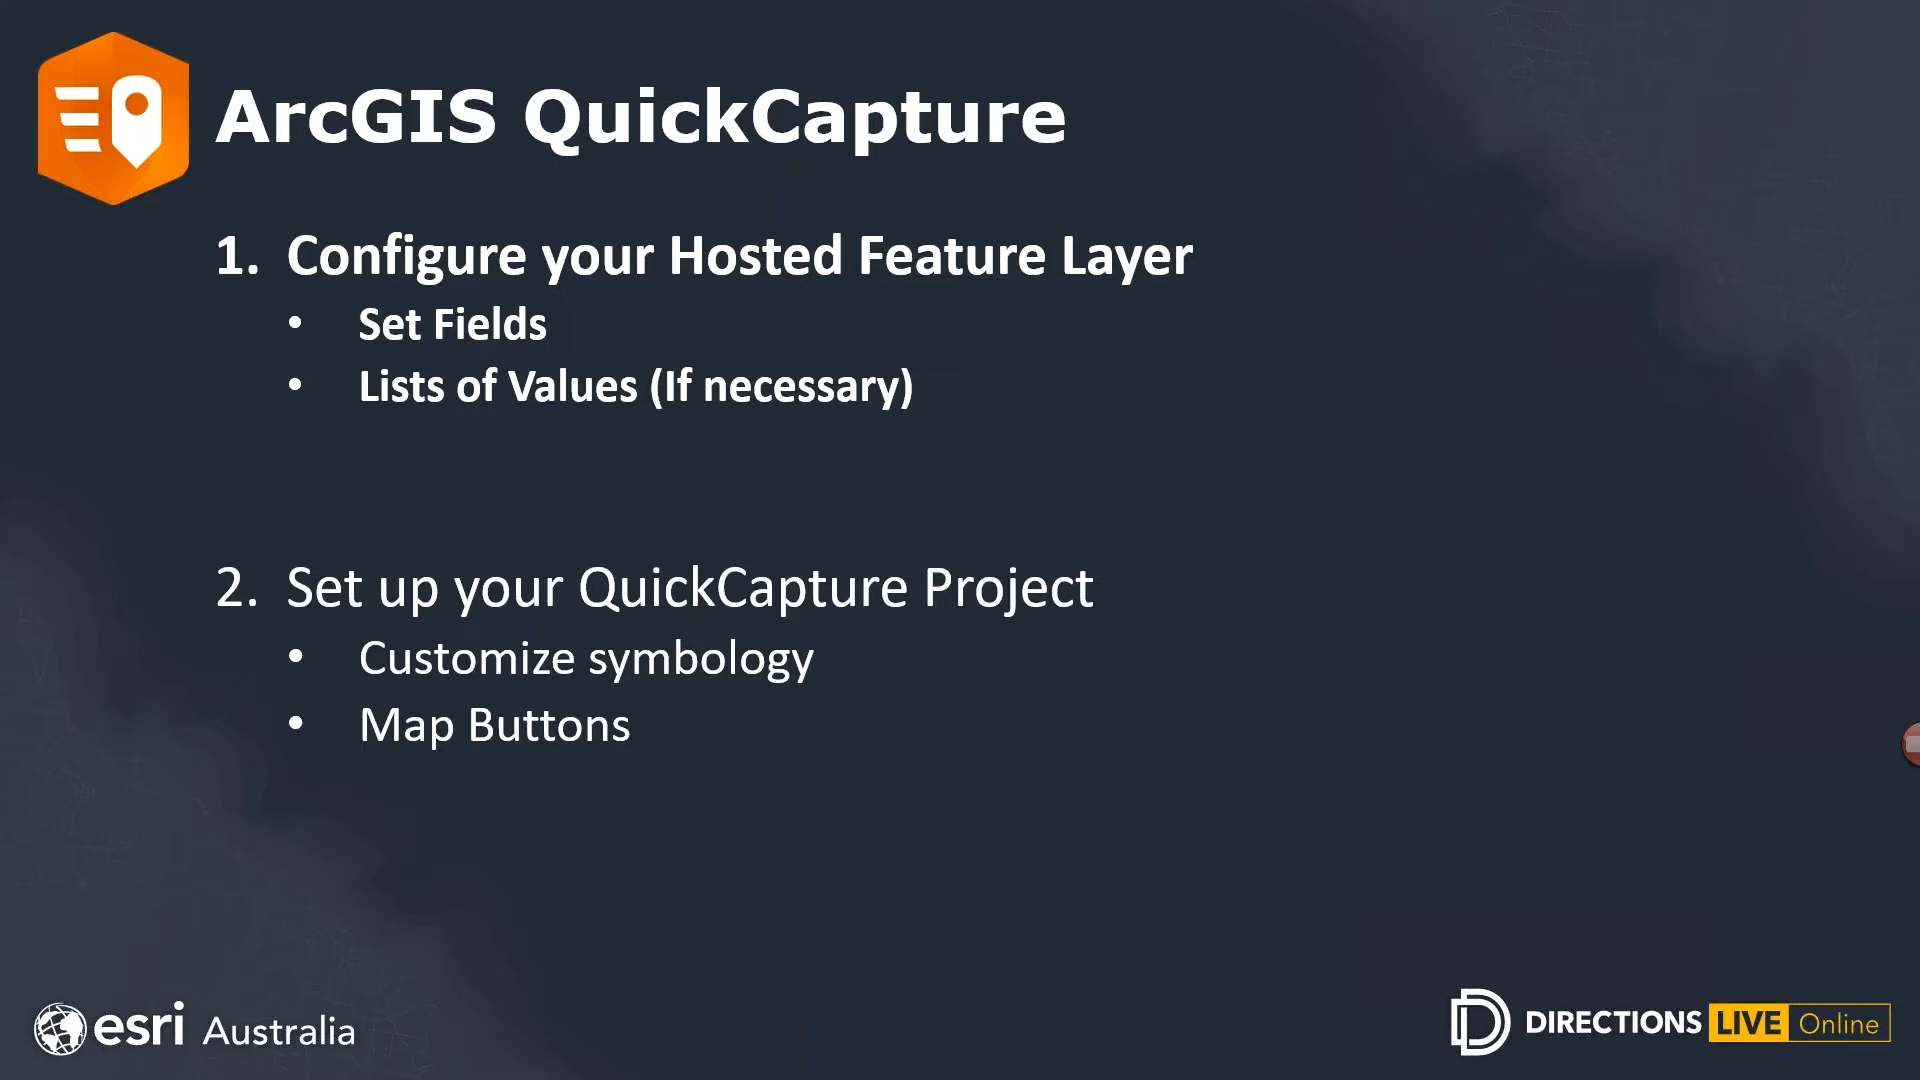 ArcGIS QuickCapture
1. Configure your Hosted Feature Layer
• Set Fields
• Lists of Values (If necessary)
2. Set up your QuickCapture Project
• Customize symbology
• Map Buttons
esri Australia
DIRECTIONS LIVE Online